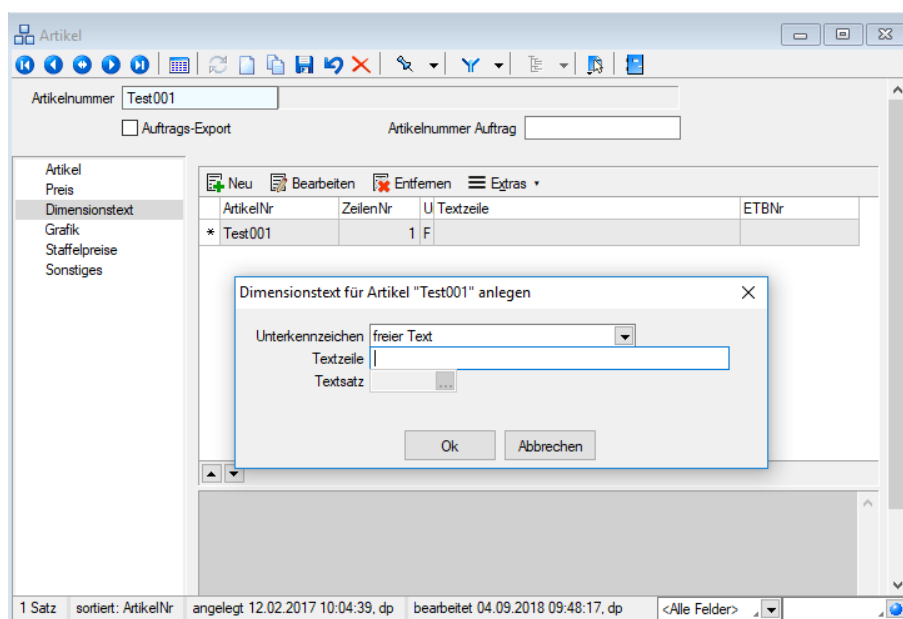 Artikel
Artikelnummer Test001
Auftrags-Export Artikelnummer Auftrag
Artikel
Preis
Dimensionstext
Grafik
Staffelpreise
Sonstiges
Neu Bearbeiten Entfernen Extras
ArtikelNr ZeilenNr U Textzeile ETBNr
* Test001 1 F
Dimensionstext für Artikel "Test001" anlegen
Unterkennzeichen freier Text
Textzeile
Textsatz ...
Ok Abbrechen
1 Satz sortiert: ArtikelNr angelegt 12.02.2017 10:04:39, dp bearbeitet 04.09.2018 09:48:17, dp <Alle Felder>